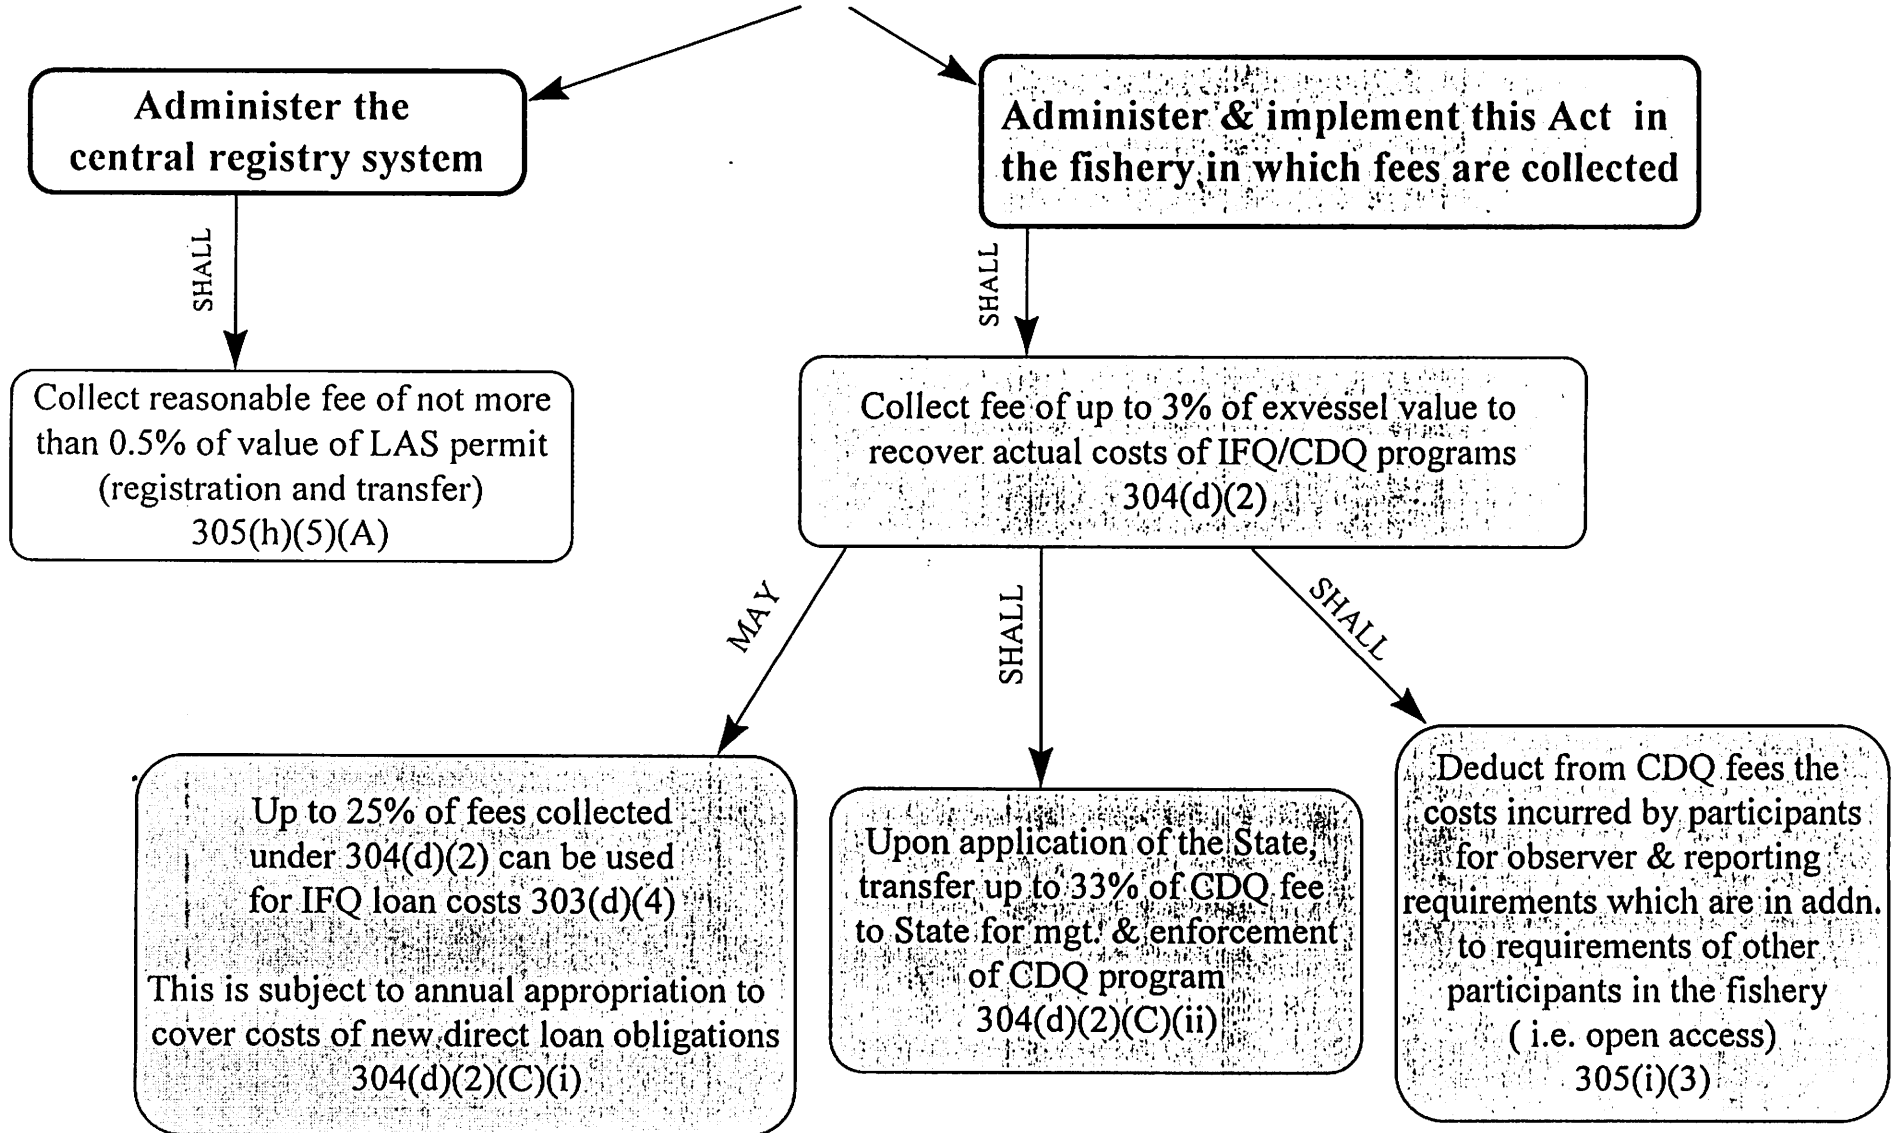 Administer the
central registry system
Administer & implement this Act in
the fishery in which fees are collected
SHALL
SHALL
Collect reasonable fee of not more
than 0.5% of value of LAS permit
(registration and transfer)
305(h)(5)(A)
Collect fee of up to 3% of exvessel value to
recover actual costs of IFQ/CDQ programs
304(d)(2)
MAY
SHALL
SHALL
Up to 25% of fees collected
under 304(d)(2) can be used
for IFQ loan costs 303(d)(4)
This is subject to annual appropriation to
cover costs of new direct loan obligations
304(d)(2)(C)(i)
Upon application of the State,
transfer up to 33% of CDQ fee
to State for mgt. & enforcement
of CDQ program
304(d)(2)(C)(ii)
Deduct from CDQ fees the
costs incurred by participants
for observer & reporting
requirements which are in addn.
to requirements of other
participants in the fishery
( i.e. open access)
305(i)(3)